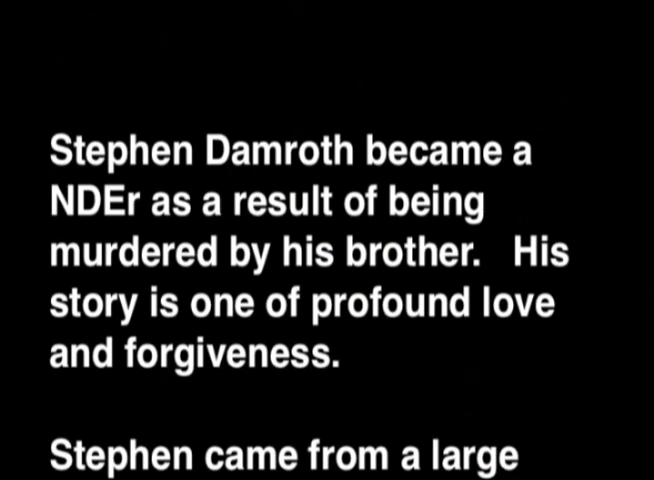 Stephen Damroth became a
NDEr as a result of being
murdered by his brother.   His
story is one of profound love
and forgiveness.
Stephen came from a large